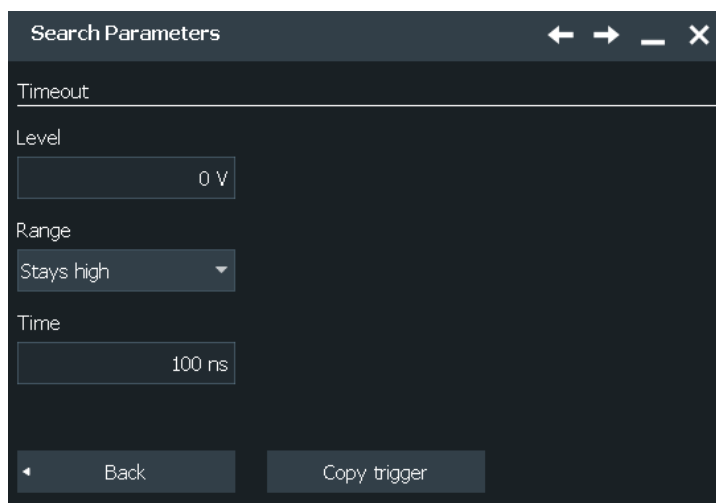 Search Parameters
Timeout
Level
0 V
Range
Stays high
Time
100 ns
Back
Copy trigger